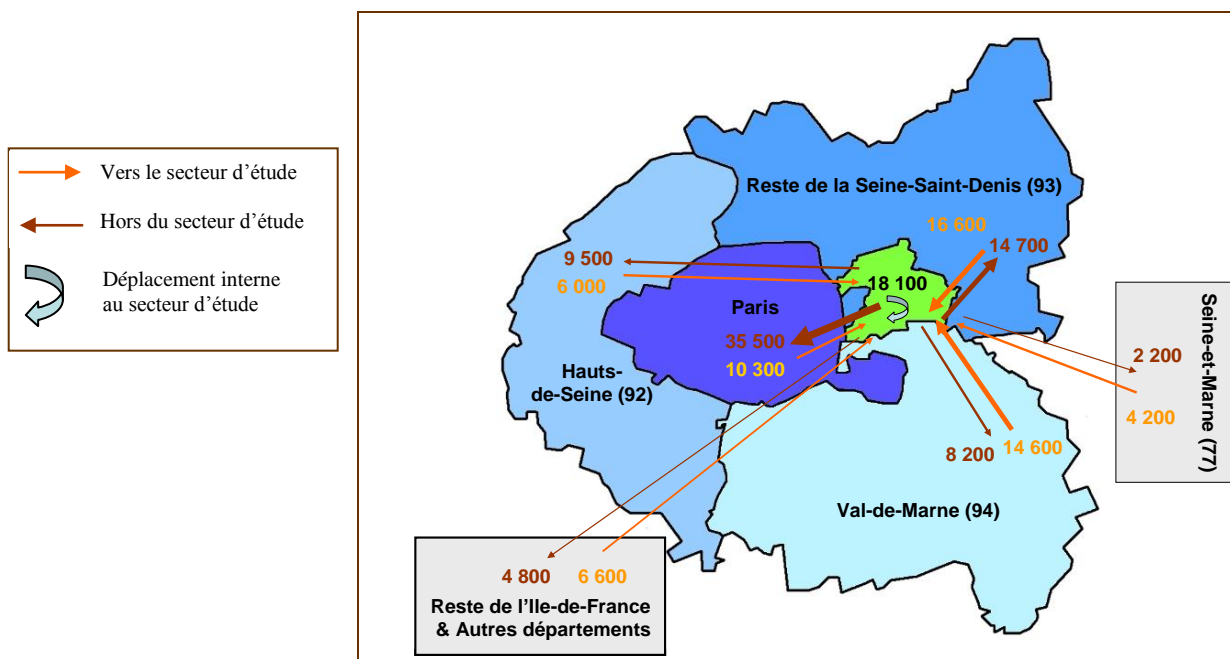 Vers le secteur d'étude
Hors du secteur d'étude
Déplacement interne
au secteur d'étude
Reste de la Seine-Saint-Denis (93)
16 600
14 700
9 500
6 000
18 100
Paris
35 500
10 300
Hauts-
de-Seine (92)
8 200
14 600
Val-de-Marne (94)
2 200
4 200
Seine-et-Marne (77)
4 800
6 600
Reste de l'Ile-de-France
& Autres départements